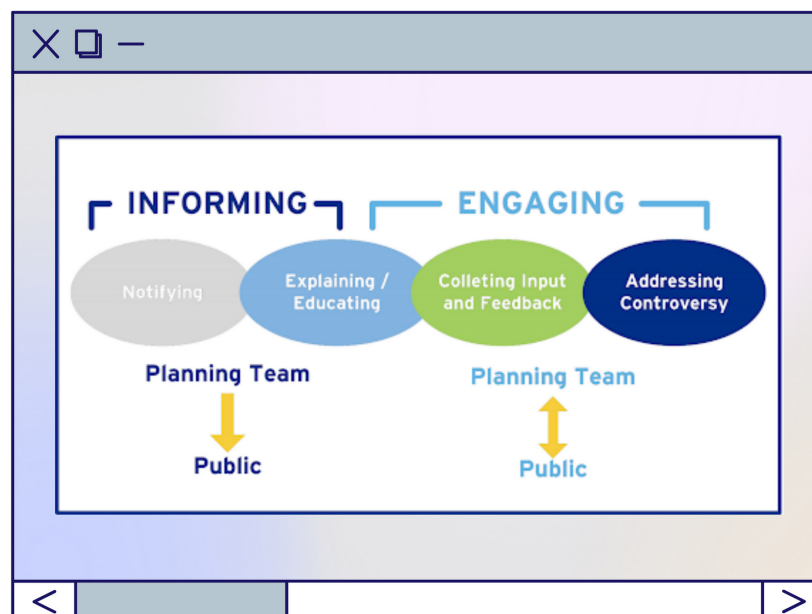 INFORMING
ENGAGING
Notifying
Explaining /
Educating
Colleting Input
and Feedback
Addressing
Controversy
Planning Team
Public
Planning Team
Public